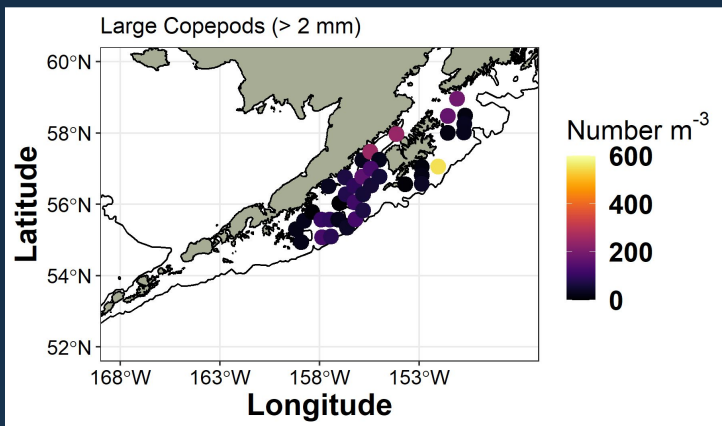 Large Copepods (> 2 mm)
60°N
58°N
56°N
54°N
52°N
Latitude
168°W 163°W 158°W 153°W
Longitude
Number m⁻³
600
400
200
0